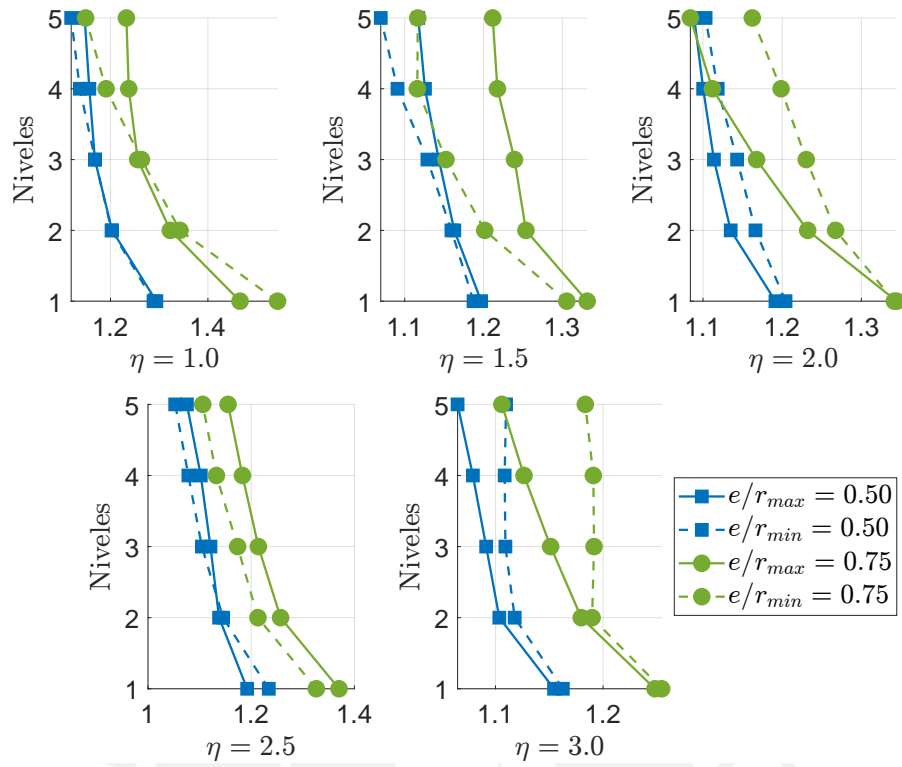 5
4
3
2
1
Niveles
1.2
1.4
η = 1.0
5
4
3
2
1
Niveles
1.1
1.2
1.3
η = 1.5
5
4
3
2
1
Niveles
1.1
1.2
1.3
η = 2.0
5
4
3
2
1
Niveles
1
1.2
1.4
η = 2.5
5
4
3
2
1
Niveles
1.1
1.2
η = 3.0
e/r_max = 0.50
e/r_min = 0.50
e/r_max = 0.75
e/r_min = 0.75